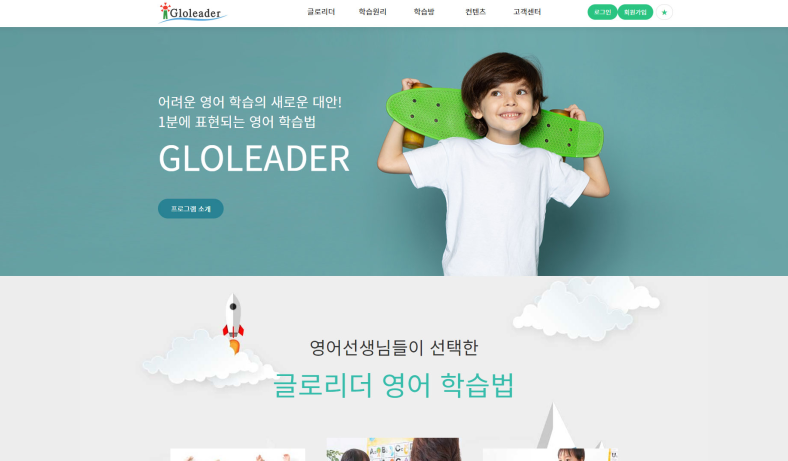 Gloleader
글로리더 학습원리 학습방 컨텐츠 고객센터
로그인 회원가입
어려운 영어 학습의 새로운 대안!
1분에 표현되는 영어 학습법
GLOLEADER
프로그램 소개
영어선생님들이 선택한
글로리더 영어 학습법